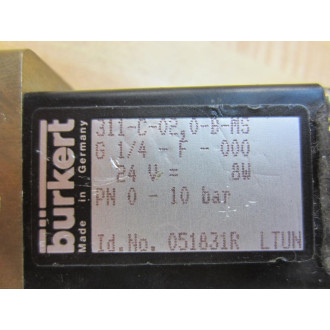 bürkert
Made in Germany
311-C-02,0-B-MS
G 1/4 - F - 000
24 V = 8W
PN 0 - 10 bar
Id.No. 051831R LTUN